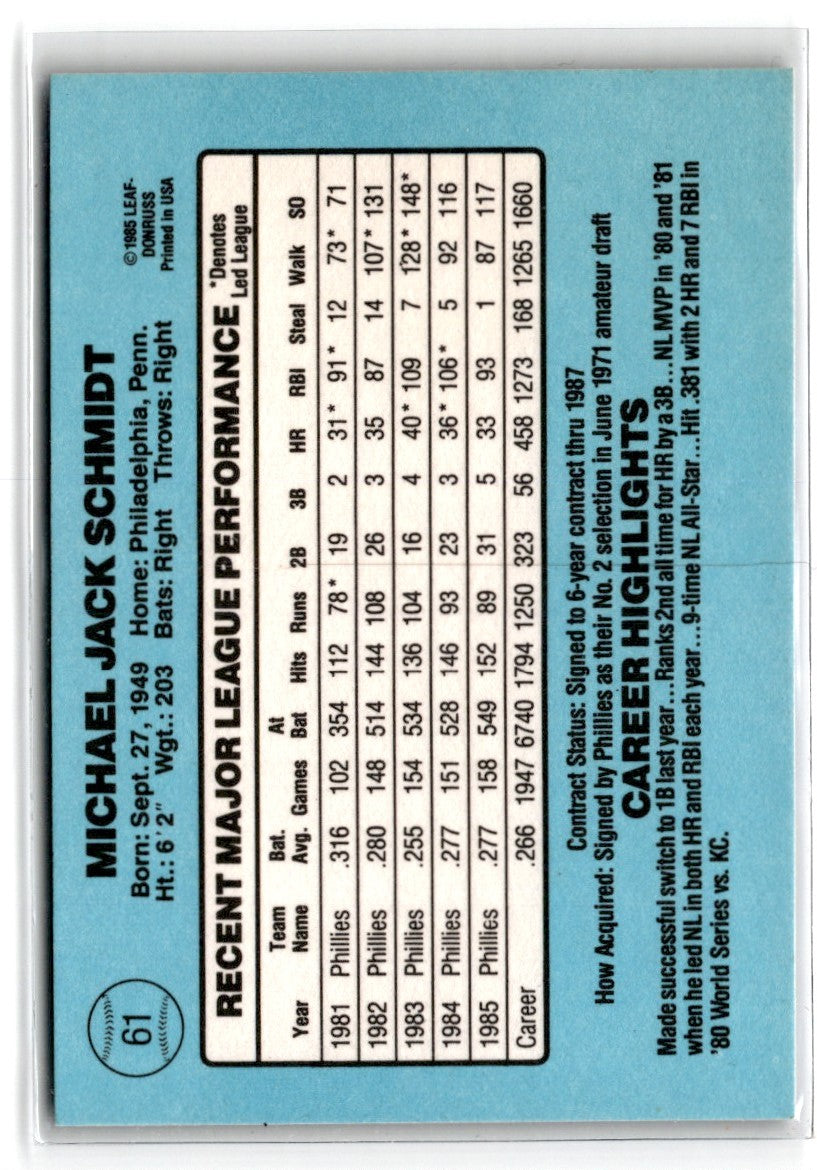 61
MICHAEL JACK SCHMIDT
Born: Sept. 27, 1949 Home: Philadelphia, Penn.
Ht.: 6'2" Wgt.: 203 Bats: Right Throws: Right
© 1985 LEAF-
DONRUSS
Printed in USA
RECENT MAJOR LEAGUE PERFORMANCE
*Denotes
Led League
Year Team Name Bat. Avg. Games At Bat Hits Runs 2B 3B HR RBI Steal Walk SO
1981 Phillies .316 102 354 112 78* 19 2 31* 91* 12 73* 71
1982 Phillies .280 148 514 144 108 26 3 35 87 14 107* 131
1983 Phillies .255 154 534 136 104 16 4 40* 109 7 128* 148*
1984 Phillies .277 151 528 146 93 23 3 36* 106* 5 92 116
1985 Phillies .277 158 549 152 89 31 5 33 93 1 87 117
Career .266 1947 6740 1794 1250 323 56 458 1273 168 1265 1660
Contract Status: Signed to 6-year contract thru 1987
How Acquired: Signed by Phillies as their No. 2 selection in June 1971 amateur draft
CAREER HIGHLIGHTS
Made successful switch to 1B last year... Ranks 2nd all time for HR by a 3B... NL MVP in '80 and '81
when he led NL in both HR and RBI each year... 9-time NL All-Star... Hit .381 with 2 HR and 7 RBI in
'80 World Series vs. KC.